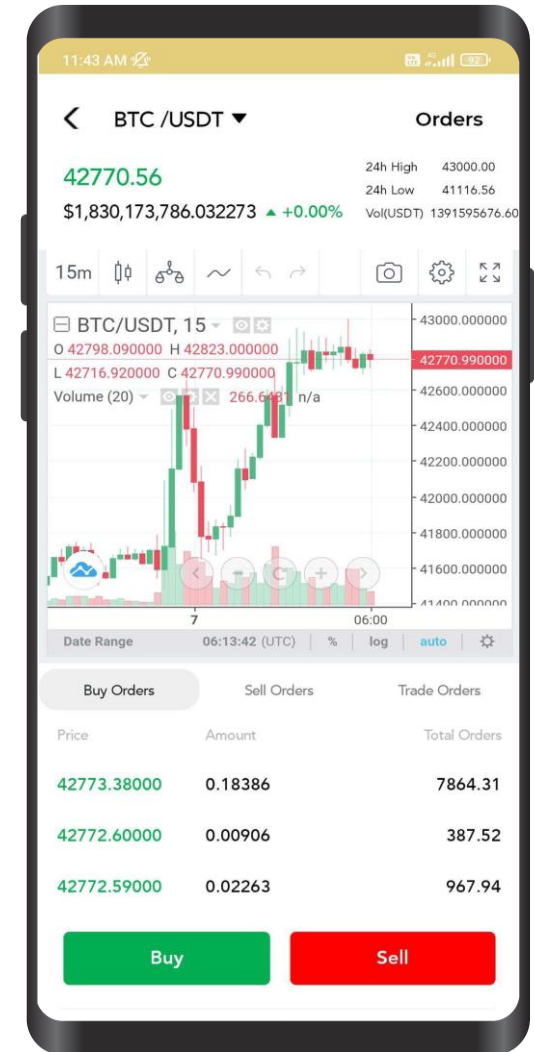 11:43 AM
4G 92
BTC /USDT ▼ Orders
42770.56
$1,830,173,786.032273 ▲ +0.00%
24h High 43000.00
24h Low 41116.56
Vol(USDT) 1391595676.60
15m
BTC/USDT, 15
O 42798.090000 H 42823.000000
L 42716.920000 C 42770.990000
Volume (20) n/a
43000.000000
42770.990000
42600.000000
42400.000000
42200.000000
42000.000000
41800.000000
41600.000000
41400.000000
7 06:00
Date Range 06:13:42 (UTC) % log auto
Buy Orders Sell Orders Trade Orders
Price Amount Total Orders
42773.38000 0.18386 7864.31
42772.60000 0.00906 387.52
42772.59000 0.02263 967.94
Buy Sell